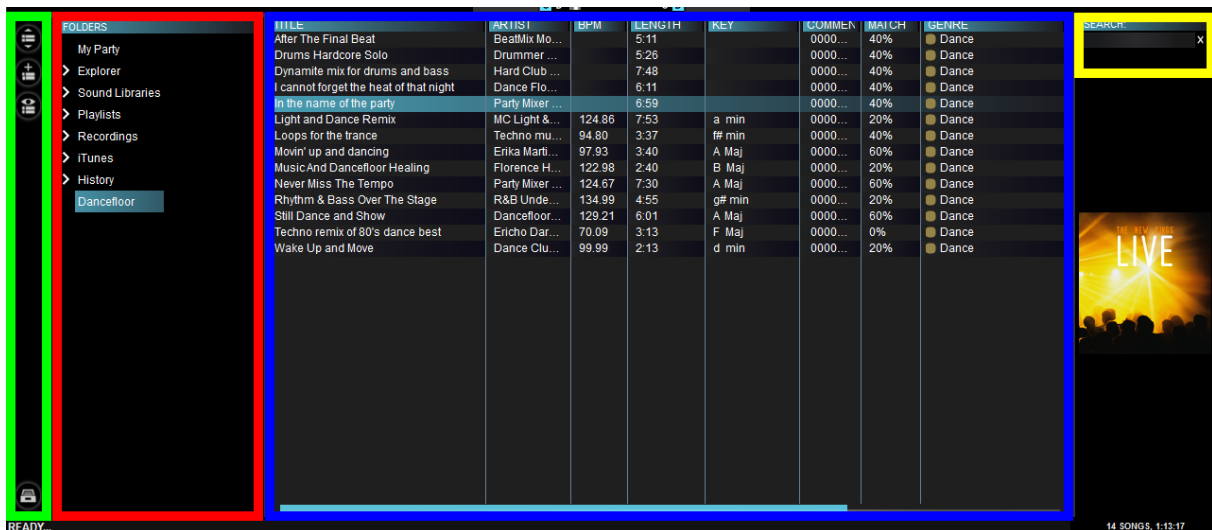 FOLDERS
My Party
Explorer
Sound Libraries
Playlists
Recordings
iTunes
History
Dancefloor
TITLE ARTIST BPM LENGTH KEY COMMEN MATCH GENRE
After The Final Beat BeatMix Mo... 5:11 0000... 40% Dance
Drums Hardcore Solo Drummer ... 5:26 0000... 40% Dance
Dynamite mix for drums and bass Hard Club ... 7:48 0000... 40% Dance
I cannot forget the heat of that night Dance Flo... 6:11 0000... 40% Dance
In the name of the party Party Mixer ... 6:59 0000... 40% Dance
Light and Dance Remix MC Light &... 124.86 7:53 a min 0000... 20% Dance
Loops for the trance Techno mu... 94.80 3:37 f# min 0000... 40% Dance
Movin' up and dancing Erika Marti... 97.93 3:40 A Maj 0000... 60% Dance
Music And Dancefloor Healing Florence H... 122.98 2:40 B Maj 0000... 20% Dance
Never Miss The Tempo Party Mixer ... 124.67 7:30 A Maj 0000... 60% Dance
Rhythm & Bass Over The Stage R&B Unde... 134.99 4:55 g# min 0000... 20% Dance
Still Dance and Show Dancefloor... 129.21 6:01 A Maj 0000... 60% Dance
Techno remix of 80's dance best Ericho Dar... 70.09 3:13 F Maj 0000... 0% Dance
Wake Up and Move Dance Clu... 99.99 2:13 d min 0000... 20% Dance
SEARCH:
X
THE NEW KINGS
LIVE
READY...
14 SONGS, 1:13:17